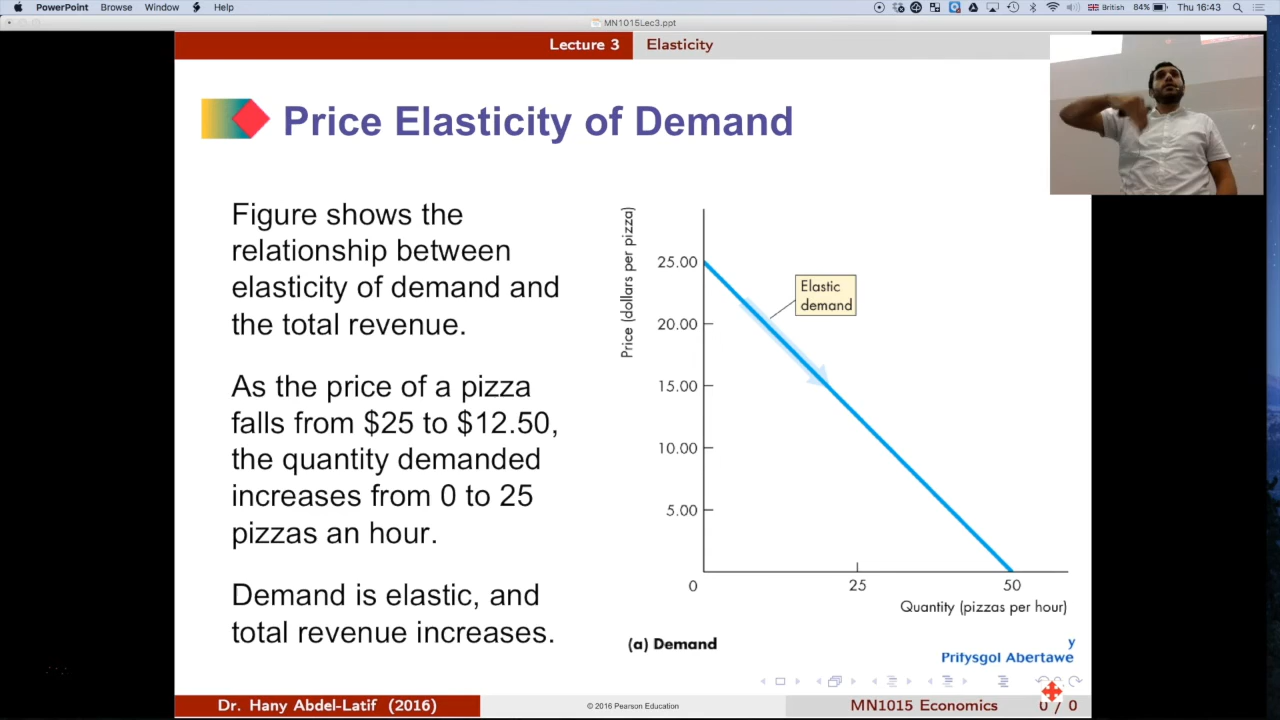 PowerPoint Browse Window Help
British 84% Thu 16:43
MN1015Lec3.ppt
Lecture 3 Elasticity
Price Elasticity of Demand
Figure shows the
relationship between
elasticity of demand and
the total revenue.
As the price of a pizza
falls from $25 to $12.50,
the quantity demanded
increases from 0 to 25
pizzas an hour.
Demand is elastic, and
total revenue increases.
Price (dollars per pizza)
25.00
20.00
15.00
10.00
5.00
0
25
50
Elastic
demand
Quantity (pizzas per hour)
(a) Demand
y
Prifysgol Abertawe
Dr. Hany Abdel-Latif (2016)
© 2016 Pearson Education
MN1015 Economics
0 / 0